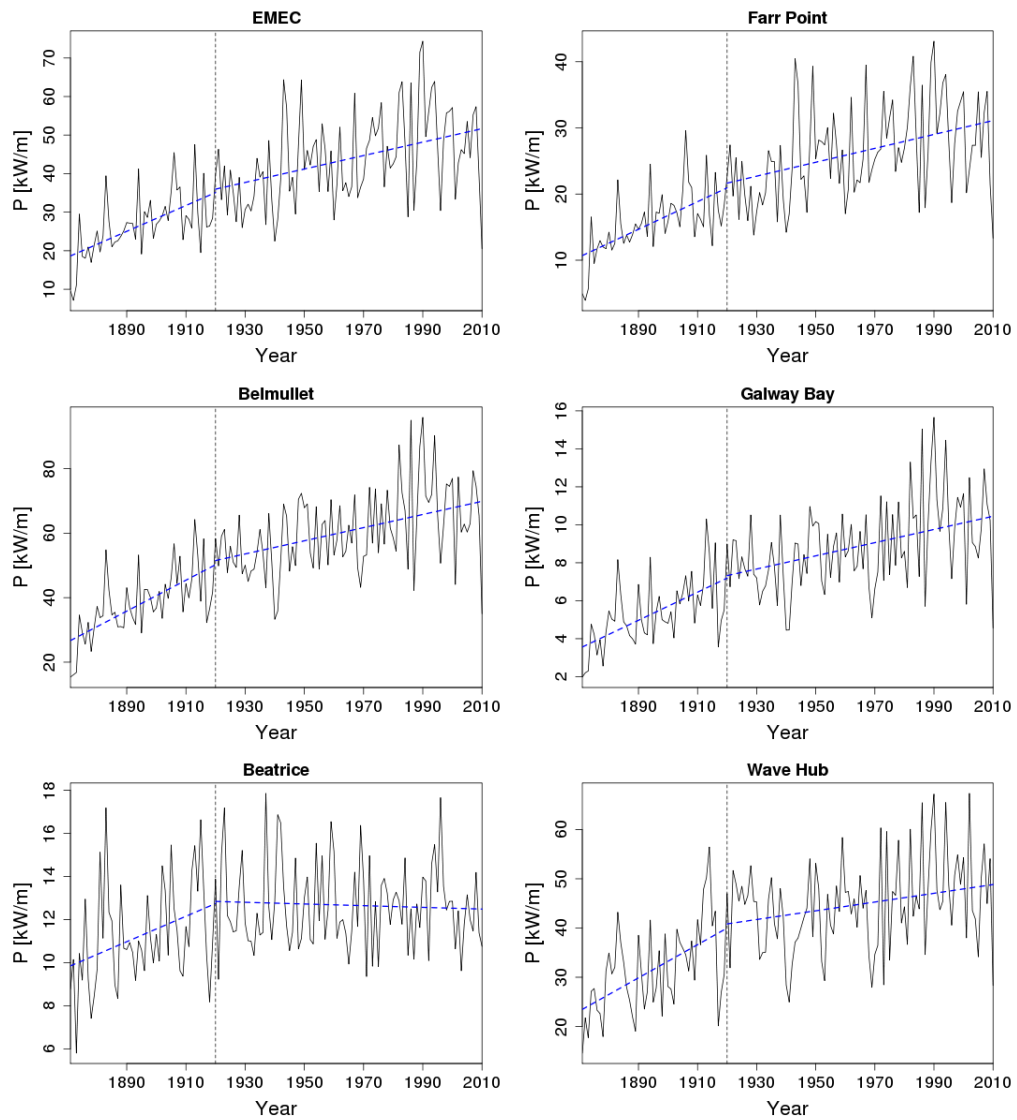 EMEC
P [kW/m]
10 20 30 40 50 60 70
1890 1910 1930 1950 1970 1990 2010
Year
Farr Point
P [kW/m]
10 20 30 40
1890 1910 1930 1950 1970 1990 2010
Year
Belmullet
P [kW/m]
20 40 60 80
1890 1910 1930 1950 1970 1990 2010
Year
Galway Bay
P [kW/m]
2 4 6 8 10 12 14 16
1890 1910 1930 1950 1970 1990 2010
Year
Beatrice
P [kW/m]
6 8 10 12 14 16 18
1890 1910 1930 1950 1970 1990 2010
Year
Wave Hub
P [kW/m]
20 30 40 50 60
1890 1910 1930 1950 1970 1990 2010
Year